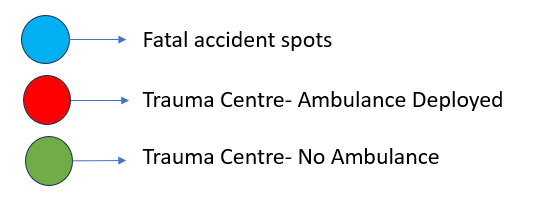 Fatal accident spots
Trauma Centre- Ambulance Deployed
Trauma Centre- No Ambulance